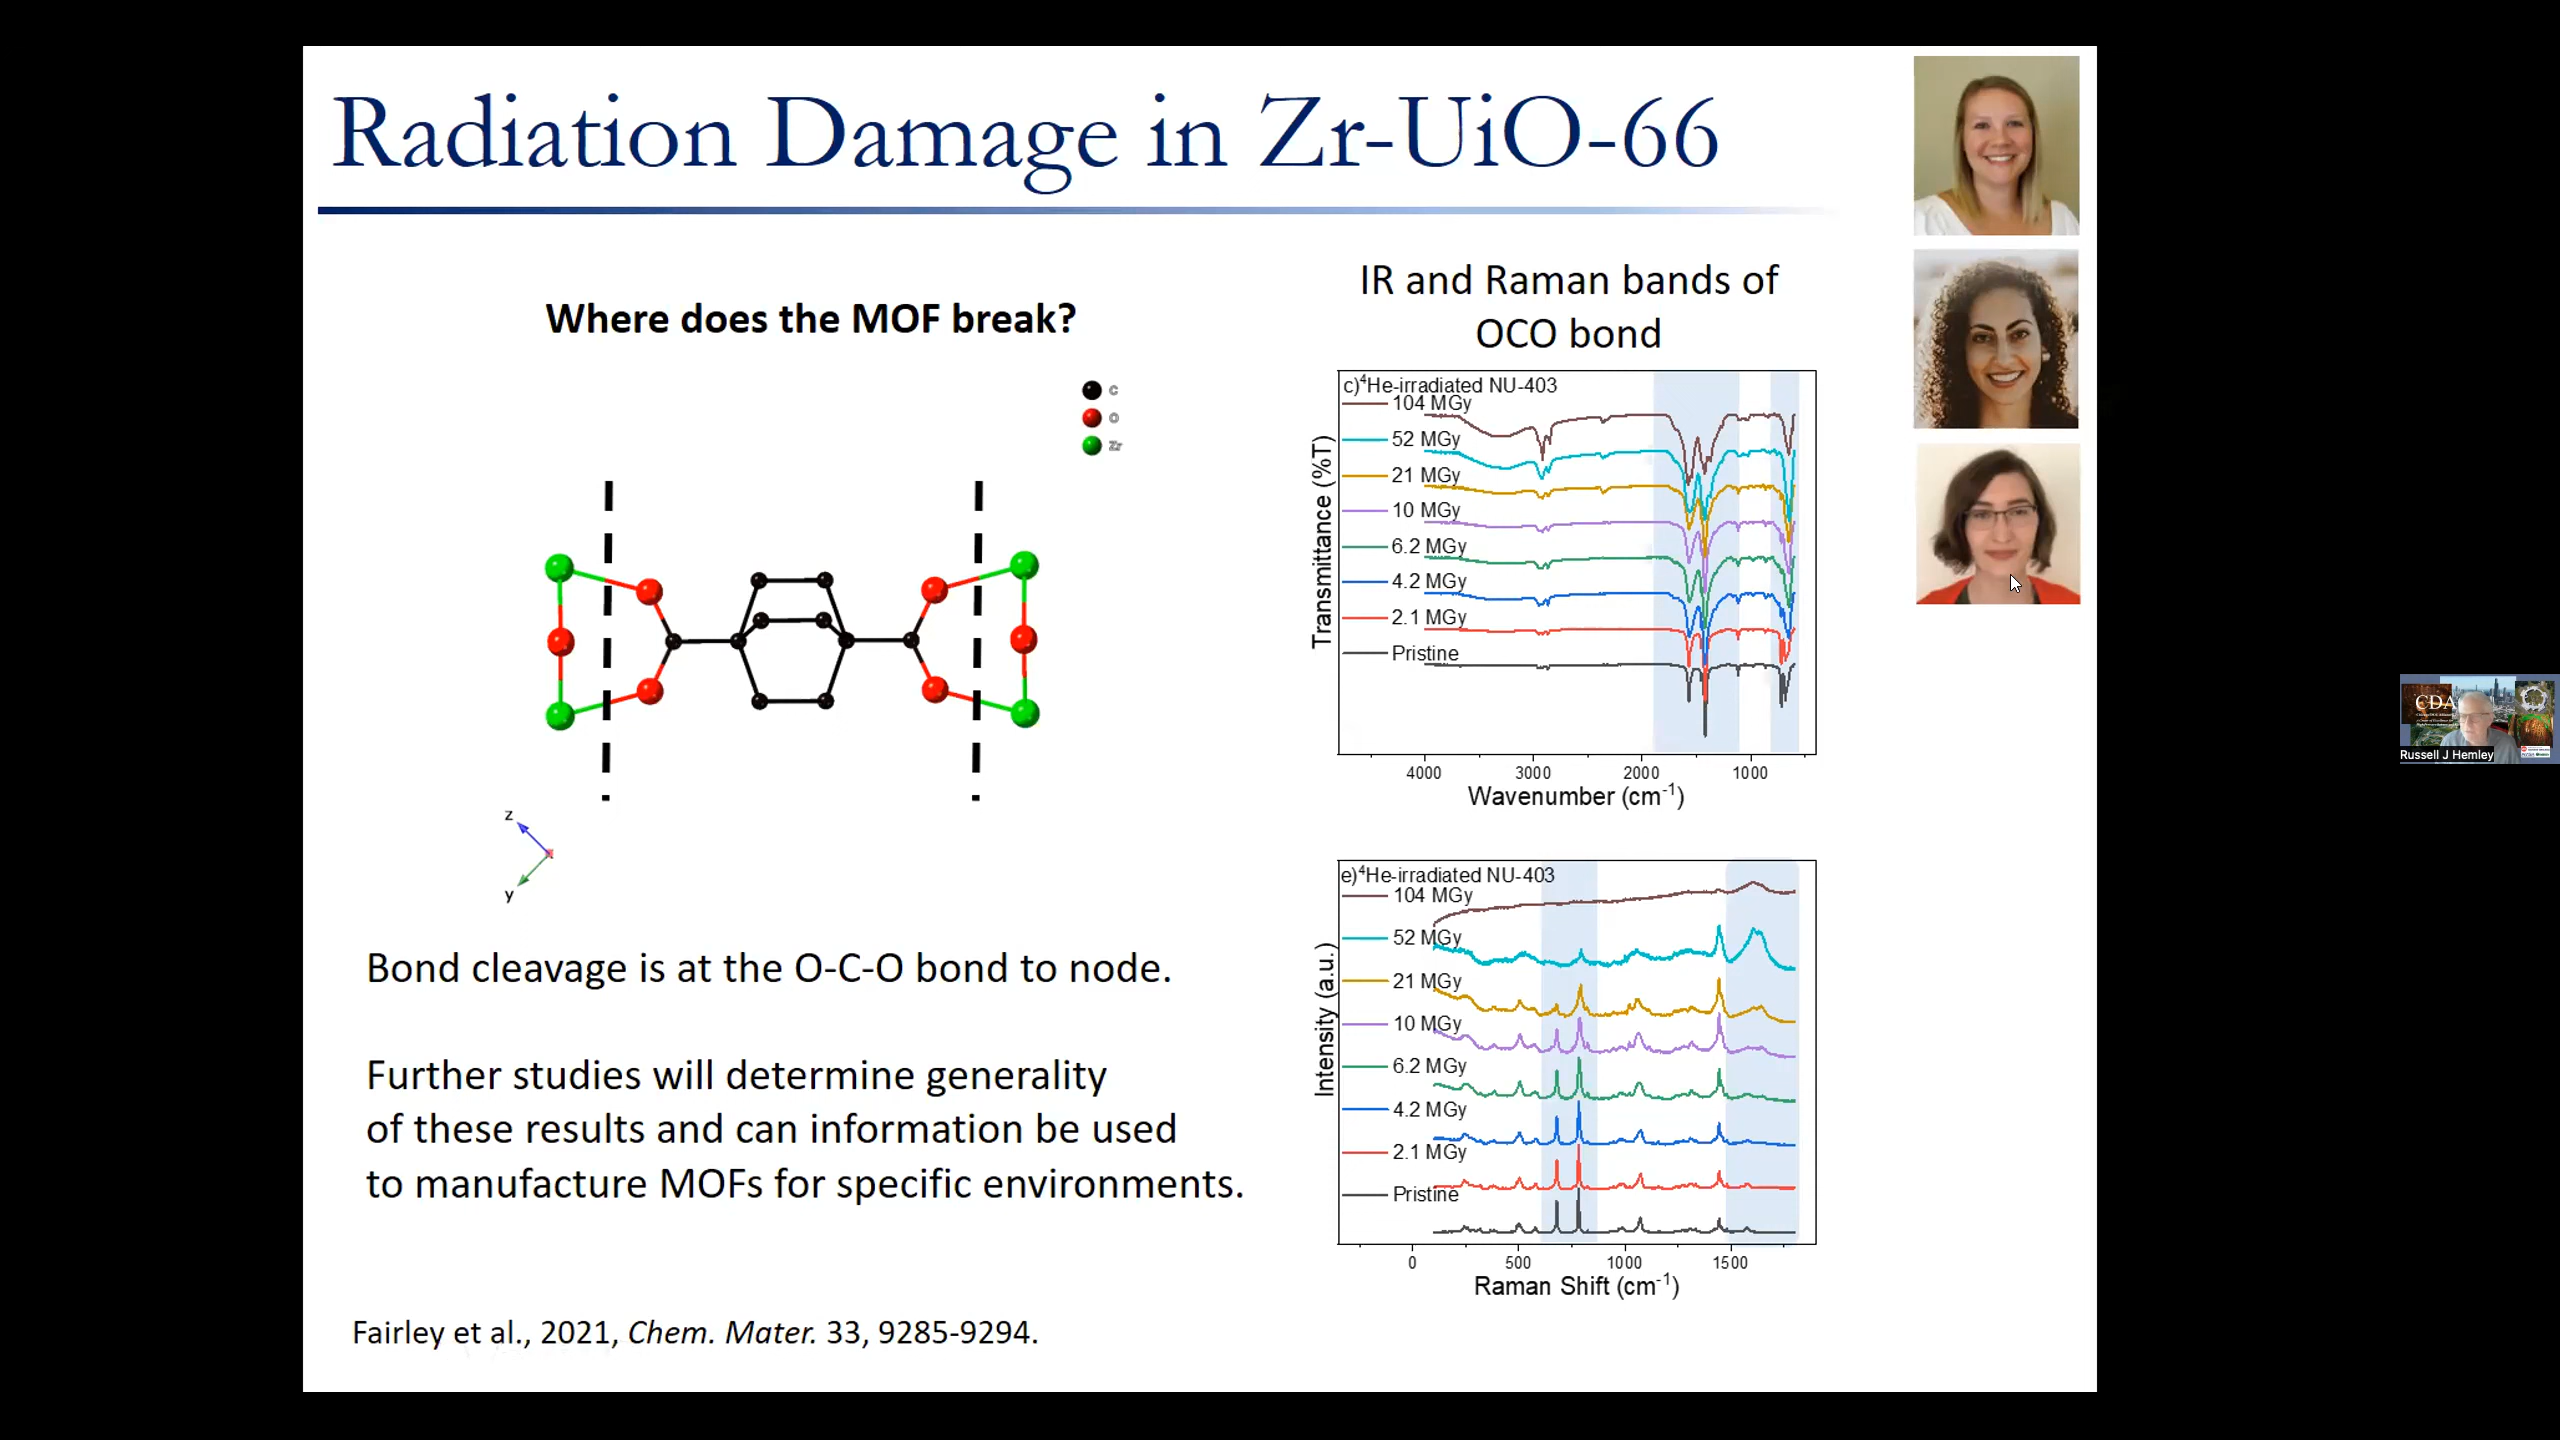 Radiation Damage in Zr-UiO-66
Where does the MOF break?
C
O
Zr
z
y
Bond cleavage is at the O-C-O bond to node.
Further studies will determine generality
of these results and can information be used
to manufacture MOFs for specific environments.
Fairley et al., 2021, Chem. Mater. 33, 9285-9294.
IR and Raman bands of
OCO bond
c)⁴He-irradiated NU-403
104 MGy
52 MGy
21 MGy
10 MGy
6.2 MGy
4.2 MGy
2.1 MGy
Pristine
Transmittance (%T)
4000 3000 2000 1000
Wavenumber (cm⁻¹)
e)⁴He-irradiated NU-403
104 MGy
52 MGy
21 MGy
10 MGy
6.2 MGy
4.2 MGy
2.1 MGy
Pristine
Intensity (a.u.)
0 500 1000 1500
Raman Shift (cm⁻¹)
CDA
Russell J Hemley